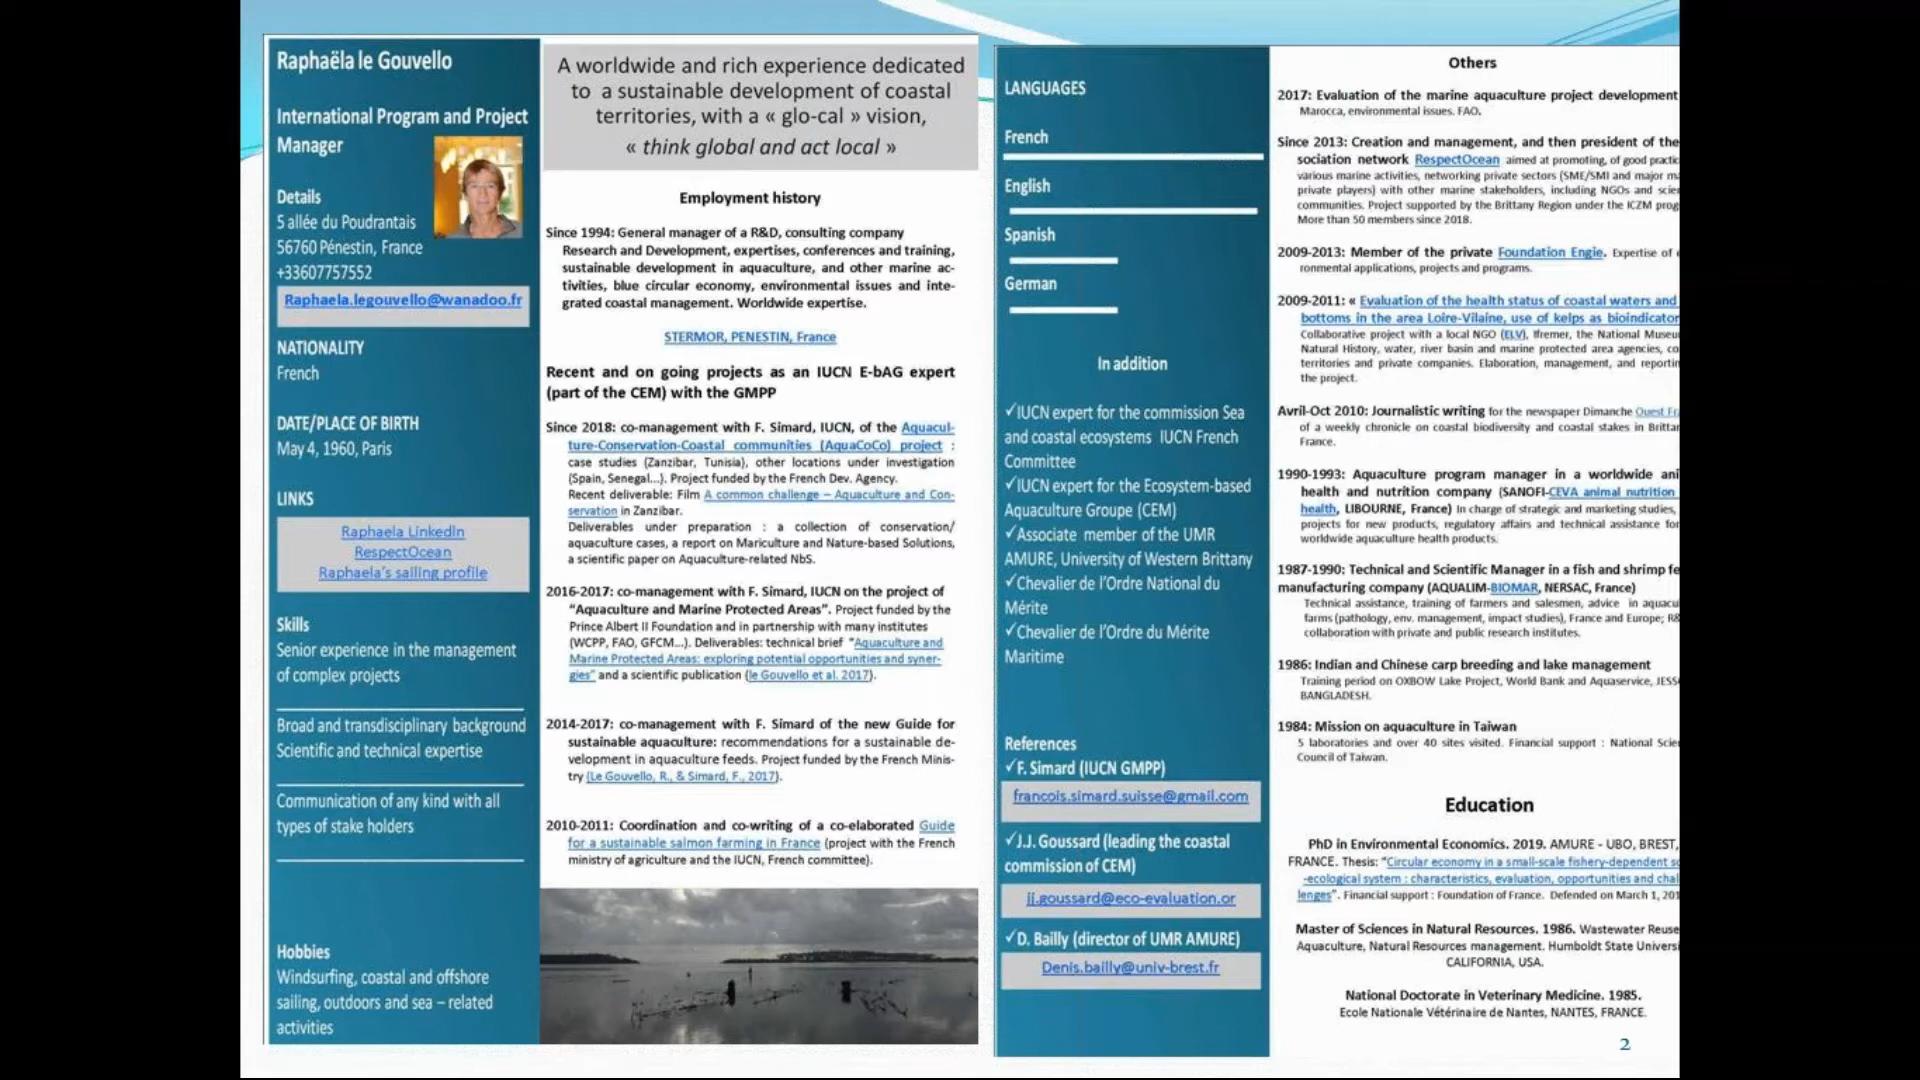 Raphaëla le Gouvello
International Program and Project
Manager
Details
5 allée du Poudrantais
56760 Pénestin, France
+33607757552
Raphaela.legouvello@wanadoo.fr
NATIONALITY
French
DATE/PLACE OF BIRTH
May 4, 1960, Paris
LINKS
Raphaela LinkedIn
RespectOcean
Raphaela's sailing profile
Skills
Senior experience in the management
of complex projects
Broad and transdisciplinary background
Scientific and technical expertise
Communication of any kind with all
types of stake holders
Hobbies
Windsurfing, coastal and offshore
sailing, outdoors and sea – related
activities
A worldwide and rich experience dedicated
to a sustainable development of coastal
territories, with a « glo-cal » vision,
« think global and act local »
Employment history
Since 1994: General manager of a R&D, consulting company
Research and Development, expertises, conferences and training,
sustainable development in aquaculture, and other marine ac-
tivities, blue circular economy, environmental issues and inte-
grated coastal management. Worldwide expertise.
STERMOR, PENESTIN, France
Recent and on going projects as an IUCN E-bAG expert
(part of the CEM) with the GMPP
Since 2018: co-management with F. Simard, IUCN, of the Aquacul-
ture-Conservation-Coastal communities (AquaCoCo) project :
case studies (Zanzibar, Tunisia), other locations under investigation
(Spain, Senegal...). Project funded by the French Dev. Agency.
Recent deliverable: Film A common challenge – Aquaculture and Con-
servation in Zanzibar.
Deliverables under preparation : a collection of conservation/
aquaculture cases, a report on Mariculture and Nature-based Solutions,
a scientific paper on Aquaculture-related NbS.
2016-2017: co-management with F. Simard, IUCN on the project of
"Aquaculture and Marine Protected Areas". Project funded by the
Prince Albert II Foundation and in partnership with many institutes
(WCPP, FAO, GFCM...). Deliverables: technical brief "Aquaculture and
Marine Protected Areas: exploring potential opportunities and syner-
gies" and a scientific publication (le Gouvello et al. 2017).
2014-2017: co-management with F. Simard of the new Guide for
sustainable aquaculture: recommendations for a sustainable de-
velopment in aquaculture feeds. Project funded by the French Minis-
try (Le Gouvello, R., & Simard, F., 2017).
2010-2011: Coordination and co-writing of a co-elaborated Guide
for a sustainable salmon farming in France (project with the French
ministry of agriculture and the IUCN, French committee).
LANGUAGES
French
English
Spanish
German
In addition
✓IUCN expert for the commission Sea
and coastal ecosystems IUCN French
Committee
✓IUCN expert for the Ecosystem-based
Aquaculture Groupe (CEM)
✓Associate member of the UMR
AMURE, University of Western Brittany
✓Chevalier de l'Ordre National du
Mérite
✓Chevalier de l'Ordre du Mérite
Maritime
References
✓F. Simard (IUCN GMPP)
francois.simard.suisse@gmail.com
✓J.J. Goussard (leading the coastal
commission of CEM)
jj.goussard@eco-evaluation.or
✓D. Bailly (director of UMR AMURE)
Denis.bailly@univ-brest.fr
Others
2017: Evaluation of the marine aquaculture project development
Marocca, environmental issues. FAO.
Since 2013: Creation and management, and then president of the
sociation network RespectOcean aimed at promoting, of good practic
various marine activities, networking private sectors (SME/SMI and major ma
private players) with other marine stakeholders, including NGOs and scie
communities. Project supported by the Brittany Region under the ICZM prog
More than 50 members since 2018.
2009-2013: Member of the private Foundation Engie. Expertise of e
ronmental applications, projects and programs.
2009-2011: « Evaluation of the health status of coastal waters and
bottoms in the area Loire-Vilaine, use of kelps as bioindicator
Collaborative project with a local NGO (ELV), Ifremer, the National Museu
Natural History, water, river basin and marine protected area agencies, co
territories and private companies. Elaboration, management, and reportin
the project.
Avril-Oct 2010: Journalistic writing for the newspaper Dimanche Ouest Fra
of a weekly chronicle on coastal biodiversity and coastal stakes in Brittan
France.
1990-1993: Aquaculture program manager in a worldwide ani
health and nutrition company (SANOFI-CEVA animal nutrition
health, LIBOURNE, France) In charge of strategic and marketing studies,
projects for new products, regulatory affairs and technical assistance for
worldwide aquaculture health products.
1987-1990: Technical and Scientific Manager in a fish and shrimp fe
manufacturing company (AQUALIM-BIOMAR, NERSAC, France)
Technical assistance, training of farmers and salesmen, advice in aquacu
farms (pathology, env. management, impact studies), France and Europe; R&
collaboration with private and public research institutes.
1986: Indian and Chinese carp breeding and lake management
Training period on OXBOW Lake Project, World Bank and Aquaservice, JESS
BANGLADESH.
1984: Mission on aquaculture in Taiwan
5 laboratories and over 40 sites visited. Financial support : National Scie
Council of Taiwan.
Education
PhD in Environmental Economics. 2019. AMURE - UBO, BREST,
FRANCE. Thesis: "Circular economy in a small-scale fishery-dependent so
-ecological system : characteristics, evaluation, opportunities and chal
lenges". Financial support : Foundation of France. Defended on March 1, 201
Master of Sciences in Natural Resources. 1986. Wastewater Reuse
Aquaculture, Natural Resources management. Humboldt State Universi
CALIFORNIA, USA.
National Doctorate in Veterinary Medicine. 1985.
Ecole Nationale Vétérinaire de Nantes, NANTES, FRANCE.
2